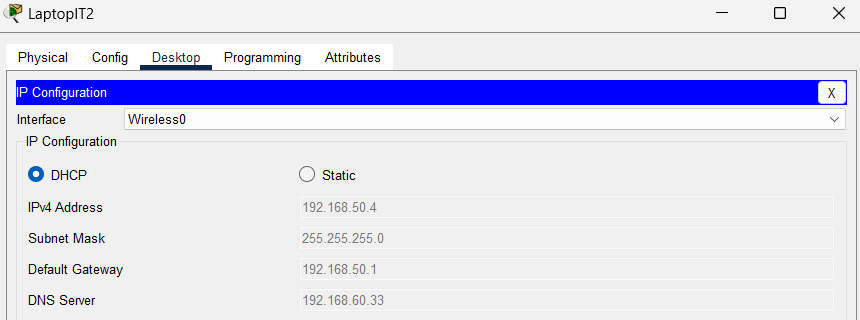 LaptopIT2
Physical Config Desktop Programming Attributes
IP Configuration X
Interface Wireless0
IP Configuration
DHCP Static
IPv4 Address 192.168.50.4
Subnet Mask 255.255.255.0
Default Gateway 192.168.50.1
DNS Server 192.168.60.33